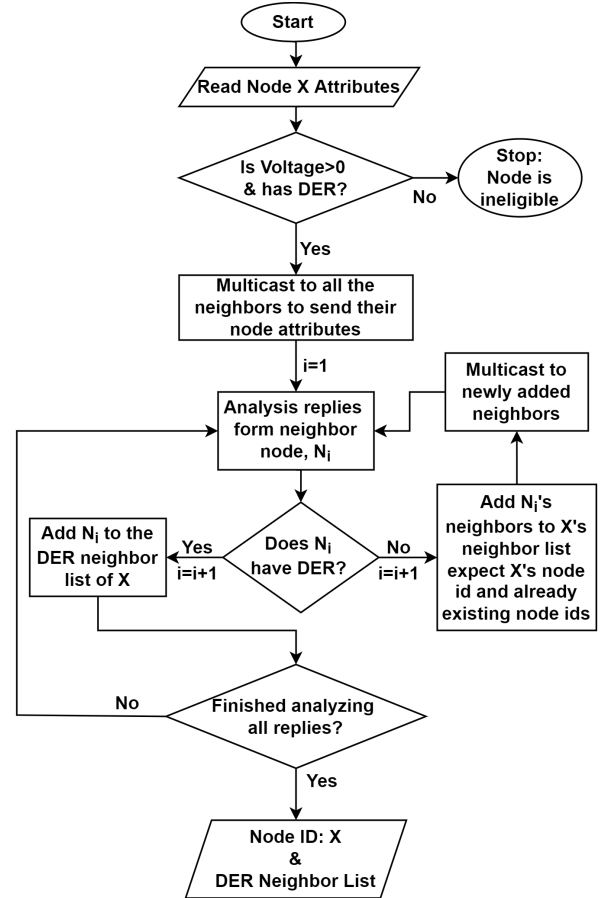 Start
Read Node X Attributes
Is Voltage>0
& has DER?
No
Stop:
Node is
ineligible
Yes
Multicast to all the
neighbors to send their
node attributes
i=1
Multicast to
newly added
neighbors
Analysis replies
form neighbor
node, Ni
Add Ni to the
DER neighbor
list of X
Yes
i=i+1
Does Ni
have DER?
No
i=i+1
Add Ni's
neighbors to X's
neighbor list
expect X's node
id and already
existing node ids
No
Finished analyzing
all replies?
Yes
Node ID: X
&
DER Neighbor List